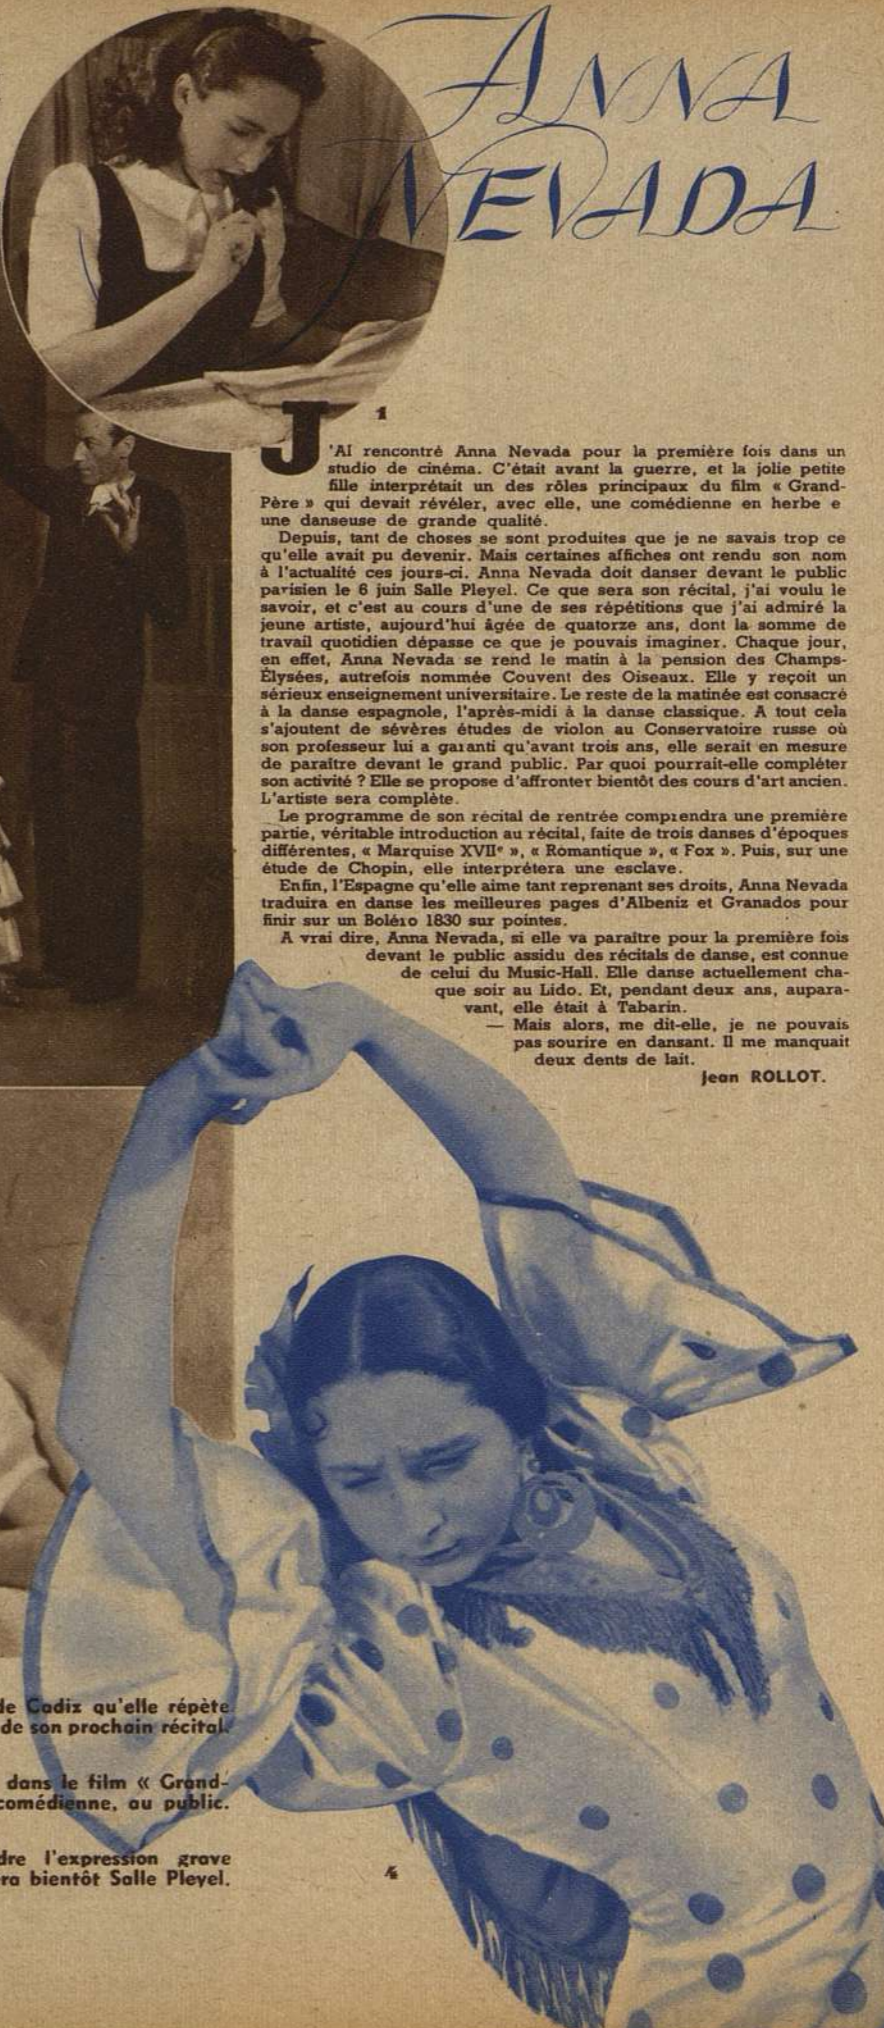 ANNA
NEVADA
1
J'AI rencontré Anna Nevada pour la première fois dans un
studio de cinéma. C'était avant la guerre, et la jolie petite
fille interprétait un des rôles principaux du film « Grand-
Père » qui devait révéler, avec elle, une comédienne en herbe e
une danseuse de grande qualité.
Depuis, tant de choses se sont produites que je ne savais trop ce
qu'elle avait pu devenir. Mais certaines affiches ont rendu son nom
à l'actualité ces jours-ci. Anna Nevada doit danser devant le public
parisien le 6 juin Salle Pleyel. Ce que sera son récital, j'ai voulu le
savoir, et c'est au cours d'une de ses répétitions que j'ai admiré la
jeune artiste, aujourd'hui âgée de quatorze ans, dont la somme de
travail quotidien dépasse ce que je pouvais imaginer. Chaque jour,
en effet, Anna Nevada se rend le matin à la pension des Champs-
Élysées, autrefois nommée Couvent des Oiseaux. Elle y reçoit un
sérieux enseignement universitaire. Le reste de la matinée est consacré
à la danse espagnole, l'après-midi à la danse classique. A tout cela
s'ajoutent de sévères études de violon au Conservatoire russe où
son professeur lui a garanti qu'avant trois ans, elle serait en mesure
de paraître devant le grand public. Par quoi pourrait-elle compléter
son activité ? Elle se propose d'affronter bientôt des cours d'art ancien.
L'artiste sera complète.
Le programme de son récital de rentrée comprendra une première
partie, véritable introduction au récital, faite de trois danses d'époques
différentes, « Marquise XVIIe », « Romantique », « Fox ». Puis, sur une
étude de Chopin, elle interprétera une esclave.
Enfin, l'Espagne qu'elle aime tant reprenant ses droits, Anna Nevada
traduira en danse les meilleures pages d'Albeniz et Granados pour
finir sur un Boléro 1830 sur pointes.
A vrai dire, Anna Nevada, si elle va paraître pour la première fois
devant le public assidu des récitals de danse, est connue
de celui du Music-Hall. Elle danse actuellement cha-
que soir au Lido. Et, pendant deux ans, aupara-
vant, elle était à Tabarin.
— Mais alors, me dit-elle, je ne pouvais
pas sourire en dansant. Il me manquait
deux dents de lait.
Jean ROLLOT.
de Cadix qu'elle répète
de son prochain récital.
dans le film « Grand-
comédienne, au public.
dre l'expression grave
ra bientôt Salle Pleyel.
4